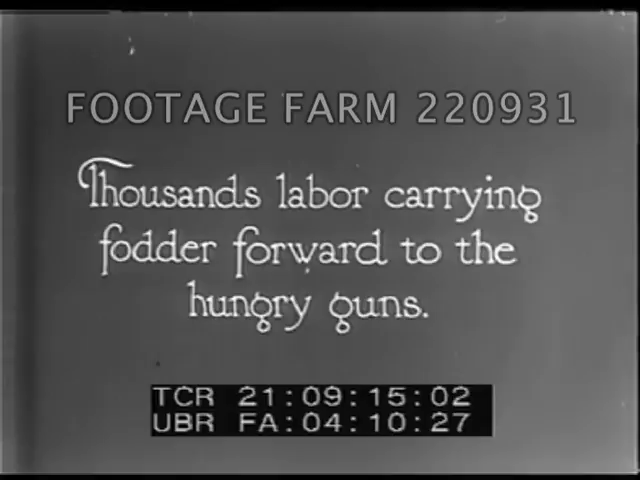 FOOTAGE FARM 220931
Thousands labor carrying
fodder forward to the
hungry guns.
TCR 21:09:15:02
UBR FA:04:10:27